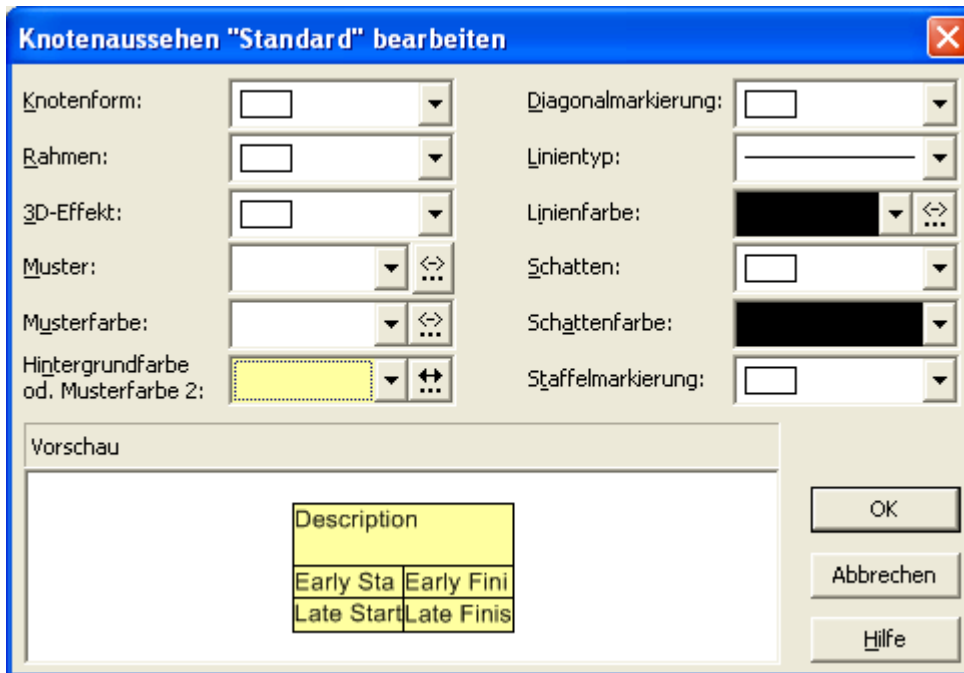 Knotenaussehen "Standard" bearbeiten
Knotenform:
Rahmen:
3D-Effekt:
Muster:
Musterfarbe:
Hintergrundfarbe
od. Musterfarbe 2:
Diagonalmarkierung:
Linientyp:
Linienfarbe:
Schatten:
Schattenfarbe:
Staffelmarkierung:
Vorschau
Description
Early Sta Early Fini
Late Start Late Finis
OK
Abbrechen
Hilfe